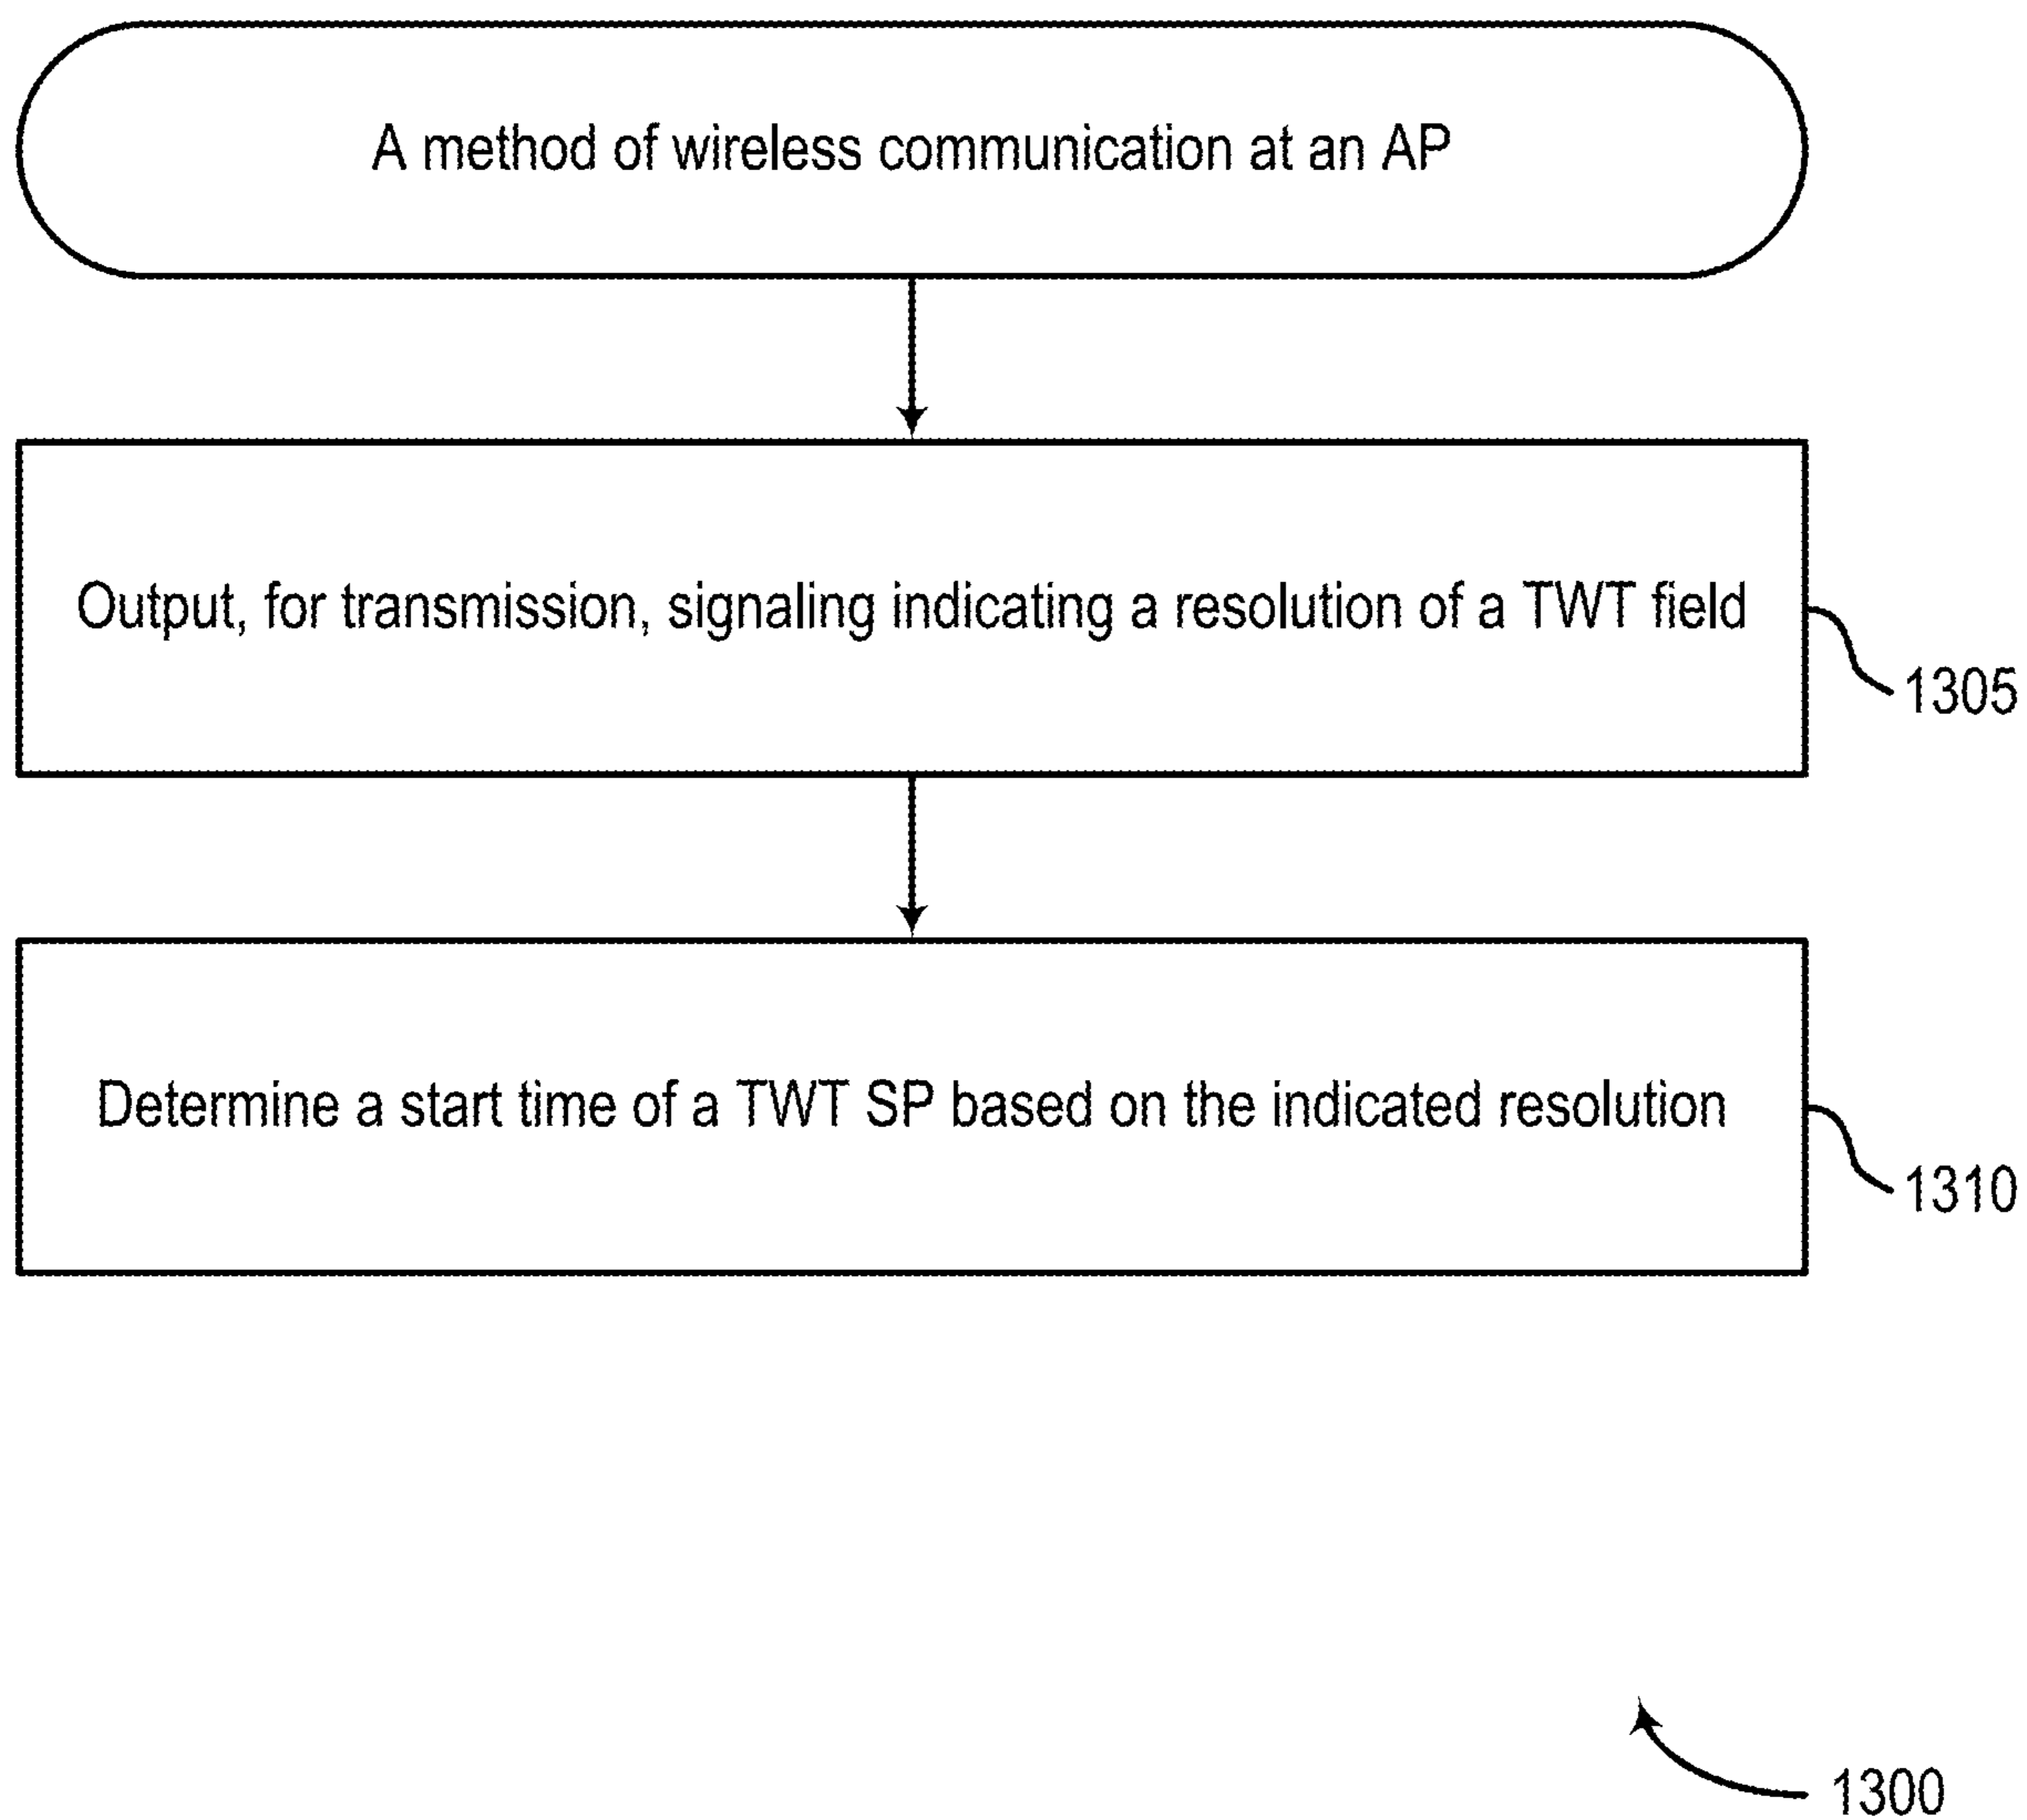 A method of wireless communication at an AP
Output, for transmission, signaling indicating a resolution of a TWT field
1305
Determine a start time of a TWT SP based on the indicated resolution
1310
1300